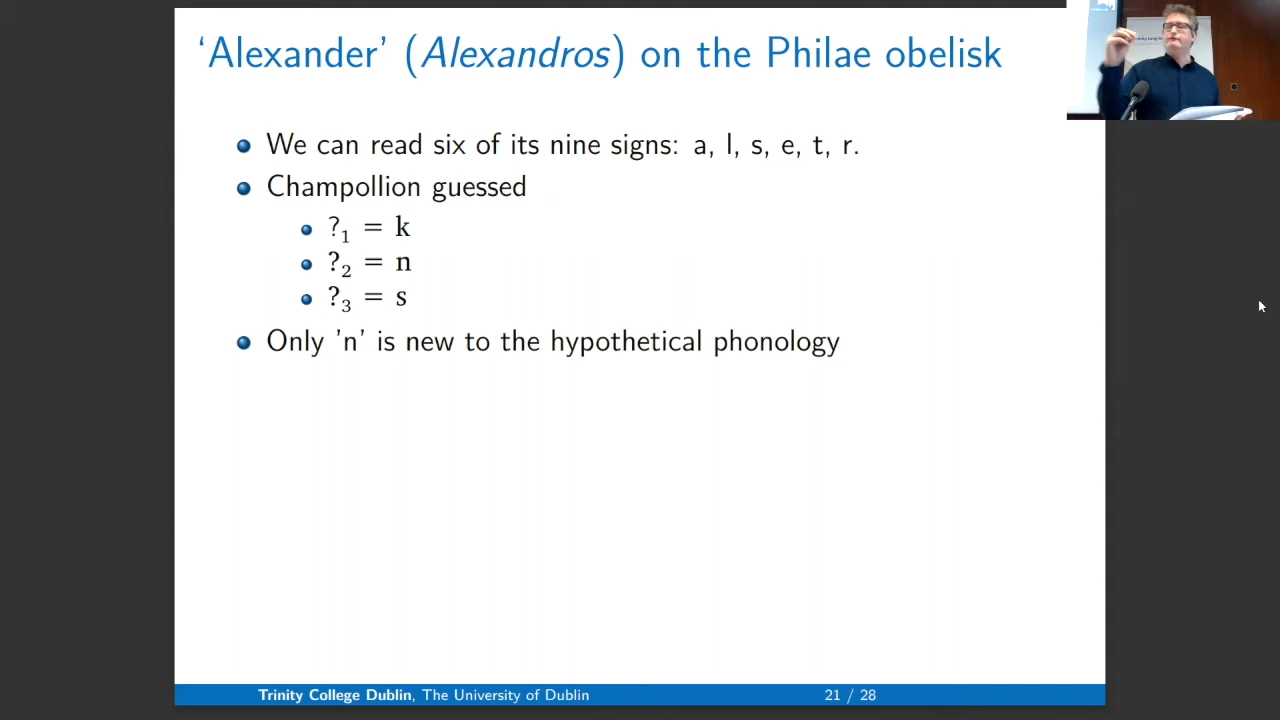 ‘Alexander’ (Alexandros) on the Philae obelisk
We can read six of its nine signs: a, l, s, e, t, r.
Champollion guessed
?₁ = k
?₂ = n
?₃ = s
Only ’n’ is new to the hypothetical phonology
Trinity College Dublin, The University of Dublin
21 / 28